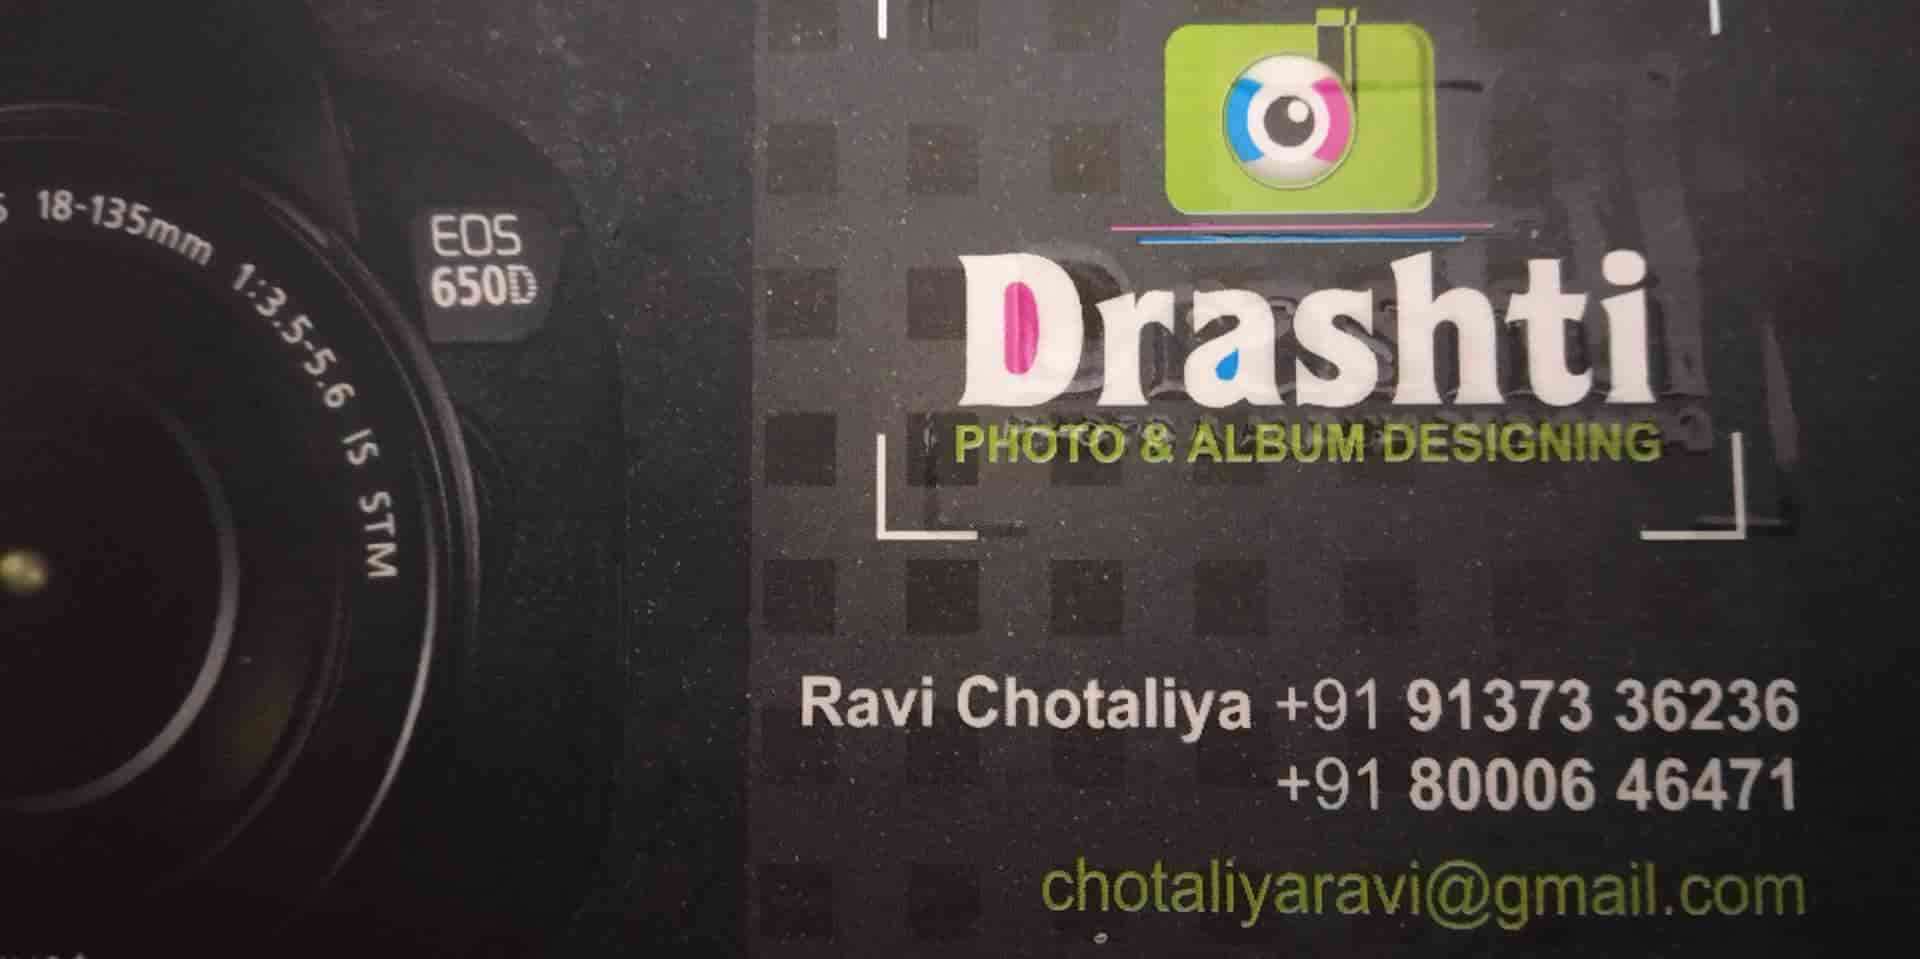 18-135mm 1:3.5-5.6 IS STM
EOS
650D
Drashti
PHOTO & ALBUM DESIGNING
Ravi Chotaliya +91 91373 36236
+91 80006 46471
chotaliyaravi@gmail.com